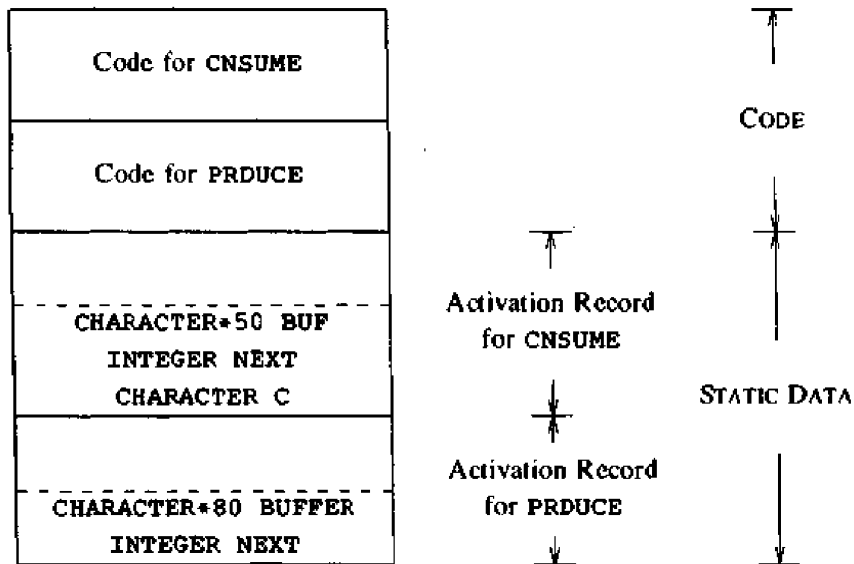 Code for CNSUME
CODE
Code for PRDUCE
CHARACTER*50 BUF
INTEGER NEXT
CHARACTER C
Activation Record
for CNSUME
STATIC DATA
CHARACTER*80 BUFFER
INTEGER NEXT
Activation Record
for PRDUCE